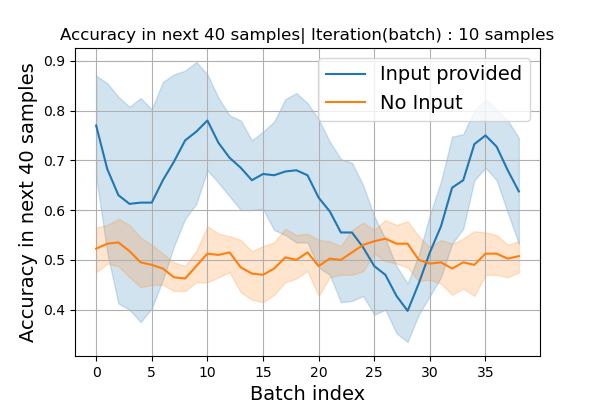 Accuracy in next 40 samples| Iteration(batch) : 10 samples
Input provided
No Input
Accuracy in next 40 samples
0.9
0.8
0.7
0.6
0.5
0.4
0 5 10 15 20 25 30 35
Batch index